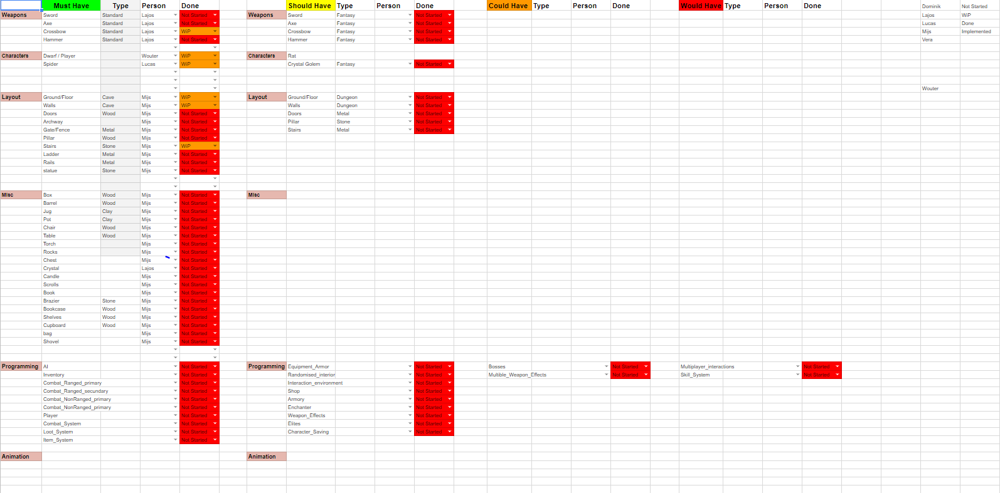 Must Have Type Person Done Should Have Type Person Done Could Have Type Person Done Would Have Type Person Done Dominik Not Started
Weapons Sword Standard Lajos Not Started Weapons Sword Fantasy Not Started Lajos WiP
Axe Standard Lajos Not Started Axe Fantasy Not Started Lucas Done
Crossbow Standard Lajos WiP Crossbow Fantasy Not Started Mijs Implemented
Hammer Standard Lajos Not Started Hammer Fantasy Not Started Vera
Characters Dwarf / Player Wouter WiP Characters Rat
Spider Lucas WiP Crystal Golem Fantasy Not Started
Wouter
Layout Ground/Floor Cave Mijs WiP Layout Ground/Floor Dungeon Not Started
Walls Cave Mijs WiP Walls Dungeon Not Started
Doors Wood Mijs Not Started Doors Metal Not Started
Archway Mijs Not Started Pillar Stone Not Started
Gate/Fence Metal Mijs Not Started Stairs Metal Not Started
Pillar Wood Mijs Not Started
Stairs Stone Mijs WiP
Ladder Metal Mijs Not Started
Rails Metal Mijs Not Started
statue Stone Mijs Not Started
Misc Box Wood Mijs Not Started Misc
Barrel Wood Mijs Not Started
Jug Clay Mijs Not Started
Pot Clay Mijs Not Started
Chair Wood Mijs Not Started
Table Wood Mijs Not Started
Torch Mijs Not Started
Rocks Mijs Not Started
Chest Mijs Not Started
Crystal Lajos Not Started
Candle Mijs Not Started
Scrolls Mijs Not Started
Book Mijs Not Started
Brazier Stone Mijs Not Started
Bookcase Wood Mijs Not Started
Shelves Wood Mijs Not Started
Cupboard Wood Mijs Not Started
bag Mijs Not Started
Shovel Mijs Not Started
Programming AI Not Started Programming Equipment_Armor Not Started Bosses Not Started Multiplayer_interactions Not Started
Inventory Not Started Randomised_interior Not Started Multible_Weapon_Effects Not Started Skill_System Not Started
Combat_Ranged_primary Not Started Interaction_environment Not Started
Combat_Ranged_secundary Not Started Shop Not Started
Combat_NonRanged_primary Not Started Armory Not Started
Combat_NonRanged_primary Not Started Enchanter Not Started
Player Not Started Weapon_Effects Not Started
Combat_System Not Started Elites Not Started
Loot_System Not Started Character_Saving Not Started
Item_System Not Started
Animation Animation